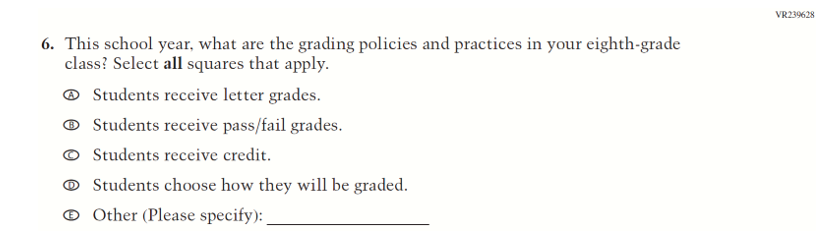 VR239628
6. This school year, what are the grading policies and practices in your eighth-grade
class? Select all squares that apply.
A Students receive letter grades.
B Students receive pass/fail grades.
C Students receive credit.
D Students choose how they will be graded.
E Other (Please specify): ____________________